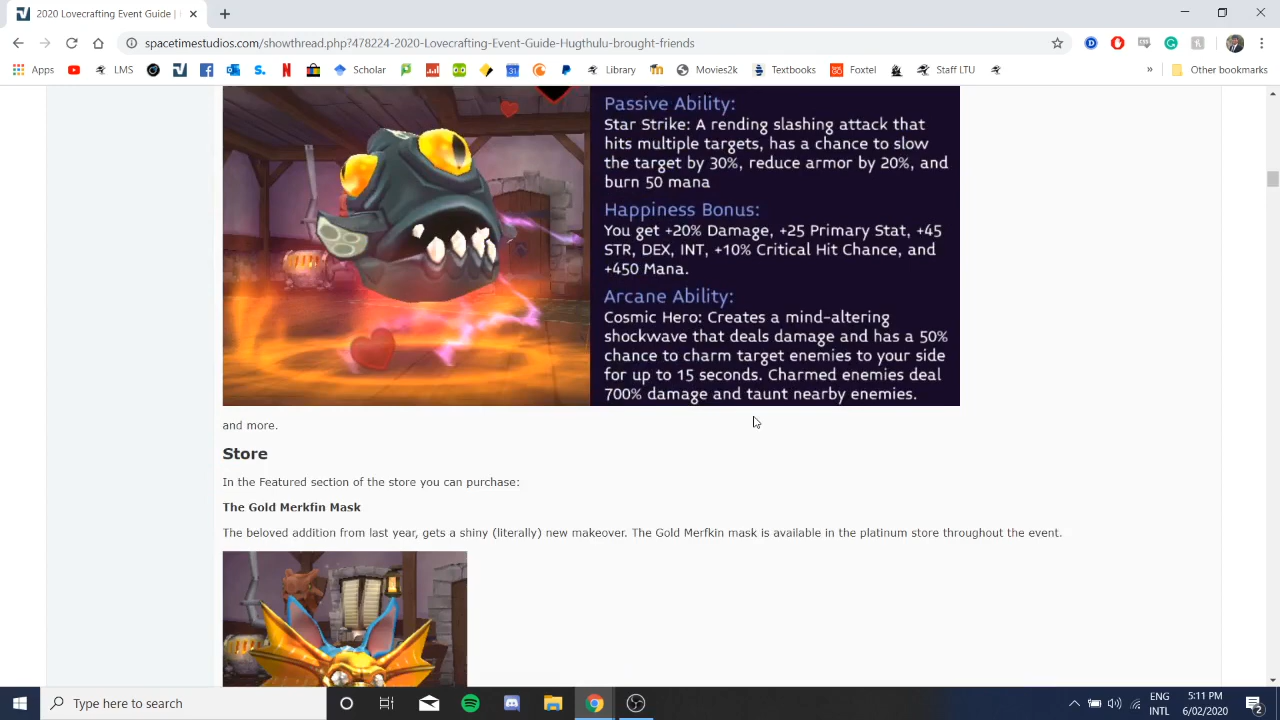 2020 Lovecrafting Event Guide |
spacetimestudios.com/showthread.php?478224-2020-Lovecrafting-Event-Guide-Hugthulu-brought-friends
Apps LMS Scholar Library Movies2k Textbooks Foxtel Staff LTU » Other bookmarks
Passive Ability:
Star Strike: A rending slashing attack that
hits multiple targets, has a chance to slow
the target by 30%, reduce armor by 20%, and
burn 50 mana
Happiness Bonus:
You get +20% Damage, +25 Primary Stat, +45
STR, DEX, INT, +10% Critical Hit Chance, and
+450 Mana.
Arcane Ability:
Cosmic Hero: Creates a mind-altering
shockwave that deals damage and has a 50%
chance to charm target enemies to your side
for up to 15 seconds. Charmed enemies deal
700% damage and taunt nearby enemies.
and more.
Store
In the Featured section of the store you can purchase:
The Gold Merkfin Mask
The beloved addition from last year, gets a shiny (literally) new makeover. The Gold Merfkin mask is available in the platinum store throughout the event.
Type here to search
ENG
INTL
5:11 PM
6/02/2020
2